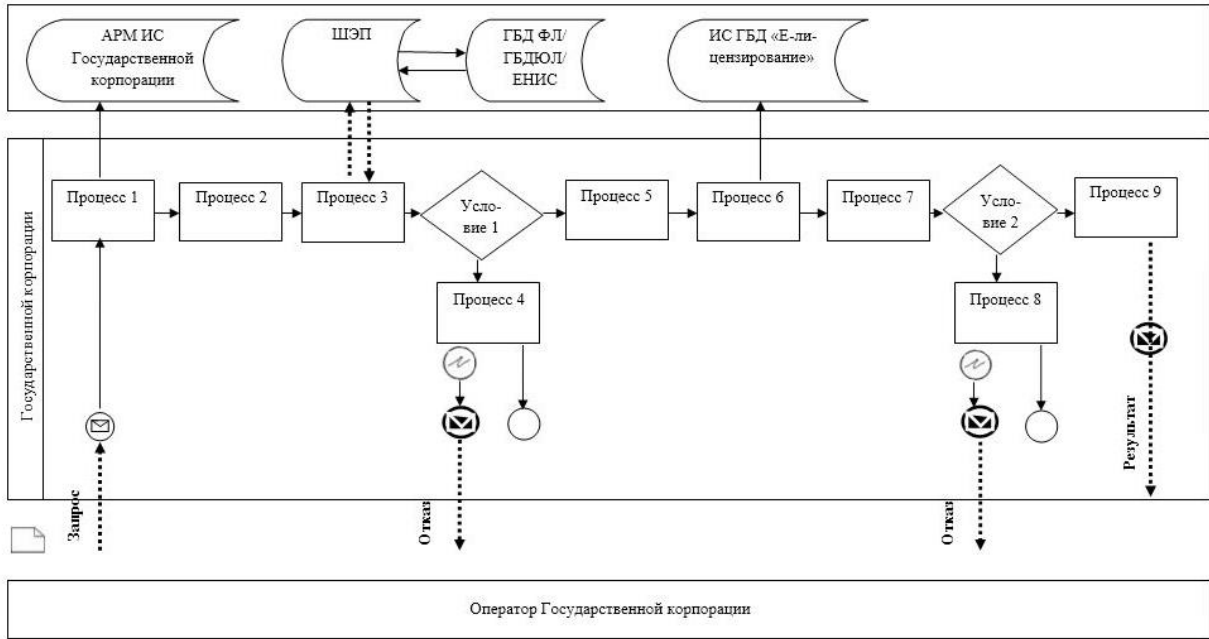 АРМ ИС
Государственной
корпорации
ШЭП
ГБД ФЛ/
ГБДЮЛ/
ЕНИС
ИС ГБД «Е-ли-
цензирование»
Государственной корпорации
Процесс 1
Процесс 2
Процесс 3
Усло-
вие 1
Процесс 5
Процесс 6
Процесс 7
Усло-
вие 2
Процесс 9
Процесс 4
Процесс 8
Запрос
Отказ
Отказ
Результат
Оператор Государственной корпорации